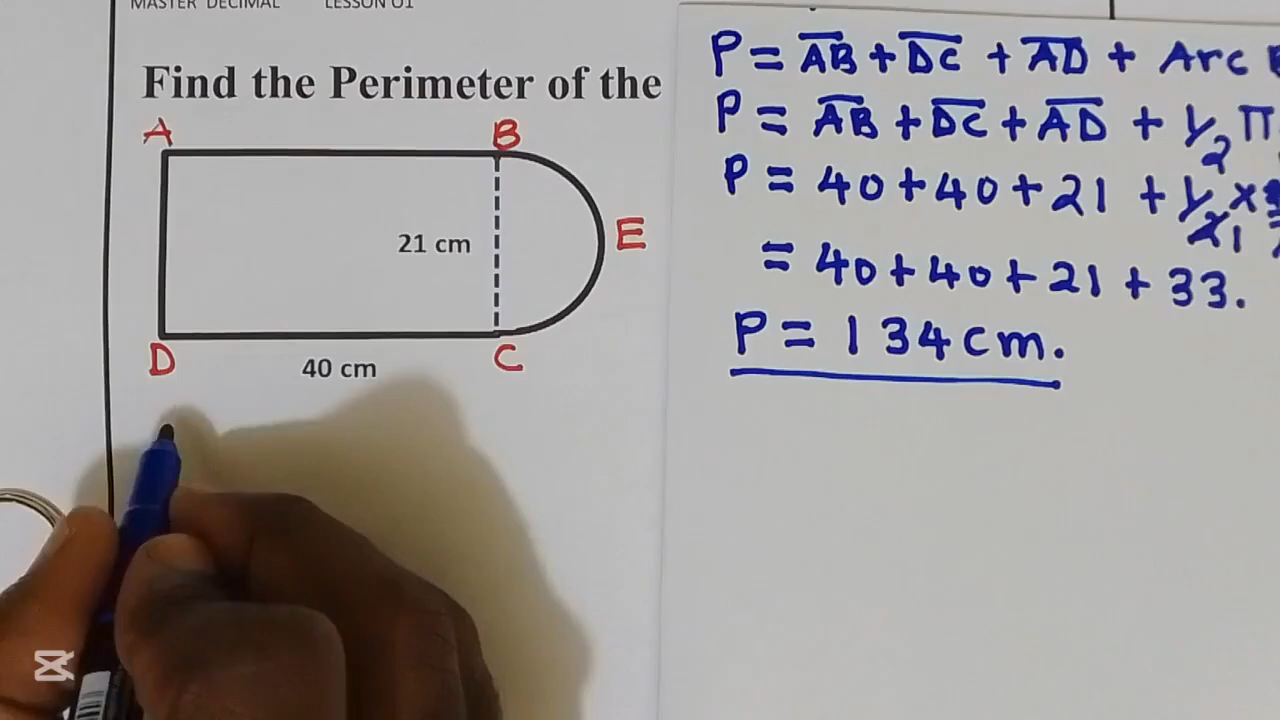 MASTER DECIMAL LESSON 01
Find the Perimeter of the
A B
21 cm
E
D C
40 cm
P = AB + DC + AD + Arc
P = AB + DC + AD + 1/2 π
P = 40 + 40 + 21 + 1/2 ×
= 40 + 40 + 21 + 33.
P = 134 cm.